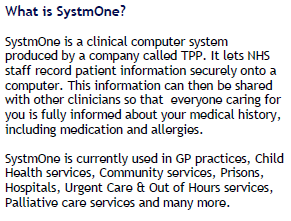 What is SystmOne?
SystmOne is a clinical computer system
produced by a company called TPP. It lets NHS
staff record patient information securely onto a
computer. This information can then be shared
with other clinicians so that everyone caring for
you is fully informed about your medical history,
including medication and allergies.
SystmOne is currently used in GP practices, Child
Health services, Community services, Prisons,
Hospitals, Urgent Care & Out of Hours services,
Palliative care services and many more.